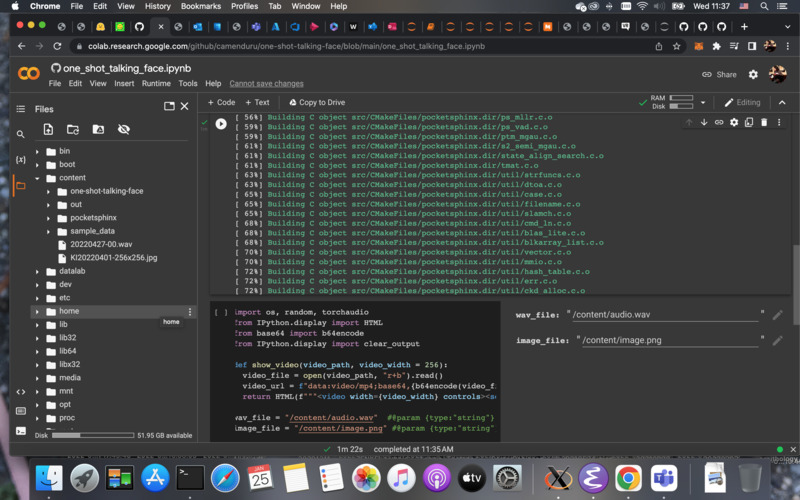 Chrome File Edit View History Bookmarks Profiles Tab Window Help Wed 11:37
colab.research.google.com/github/camenduru/one-shot-talking-face/blob/main/one_shot_talking_face.ipynb
one_shot_talking_face.ipynb
Share
File Edit View Insert Runtime Tools Help Cannot save changes
Files
+ Code + Text Copy to Drive
RAM
Disk
Editing
bin
boot
content
one-shot-talking-face
out
pocketsphinx
sample_data
20220427-00.wav
KI20220401-256x256.jpg
datalab
dev
etc
home
home
lib
lib32
lib64
libx32
media
mnt
opt
proc
Disk 51.95 GB available
[ 56%] Building C object src/CMakeFiles/pocketsphinx.dir/ps_mllr.c.o
[ 59%] Building C object src/CMakeFiles/pocketsphinx.dir/ps_vad.c.o
[ 59%] Building C object src/CMakeFiles/pocketsphinx.dir/ptm_mgau.c.o
[ 61%] Building C object src/CMakeFiles/pocketsphinx.dir/s2_semi_mgau.c.o
[ 61%] Building C object src/CMakeFiles/pocketsphinx.dir/state_align_search.c.o
[ 61%] Building C object src/CMakeFiles/pocketsphinx.dir/tmat.c.o
[ 63%] Building C object src/CMakeFiles/pocketsphinx.dir/util/strfuncs.c.o
[ 63%] Building C object src/CMakeFiles/pocketsphinx.dir/util/dtoa.c.o
[ 65%] Building C object src/CMakeFiles/pocketsphinx.dir/util/case.c.o
[ 65%] Building C object src/CMakeFiles/pocketsphinx.dir/util/filename.c.o
[ 65%] Building C object src/CMakeFiles/pocketsphinx.dir/util/slamch.c.o
[ 68%] Building C object src/CMakeFiles/pocketsphinx.dir/util/cmd_ln.c.o
[ 68%] Building C object src/CMakeFiles/pocketsphinx.dir/util/blas_lite.c.o
[ 68%] Building C object src/CMakeFiles/pocketsphinx.dir/util/blkarray_list.c.o
[ 70%] Building C object src/CMakeFiles/pocketsphinx.dir/util/vector.c.o
[ 70%] Building C object src/CMakeFiles/pocketsphinx.dir/util/mmio.c.o
[ 72%] Building C object src/CMakeFiles/pocketsphinx.dir/util/hash_table.c.o
[ 72%] Building C object src/CMakeFiles/pocketsphinx.dir/util/err.c.o
[ 72%] Building C object src/CMakeFiles/pocketsphinx.dir/util/ckd_alloc.c.o
[ ] import os, random, torchaudio
from IPython.display import HTML
from base64 import b64encode
from IPython.display import clear_output
def show_video(video_path, video_width = 256):
video_file = open(video_path, "r+b").read()
video_url = f"data:video/mp4;base64,{b64encode(video_f
return HTML(f"""<video width={video_width} controls><s
wav_file = "/content/audio.wav" #@param {type:"string"}
image_file = "/content/image.png" #@param {type:"string"
wav_file: "/content/audio.wav "
image_file: "/content/image.png "
1m 22s completed at 11:35 AM
JAN
25